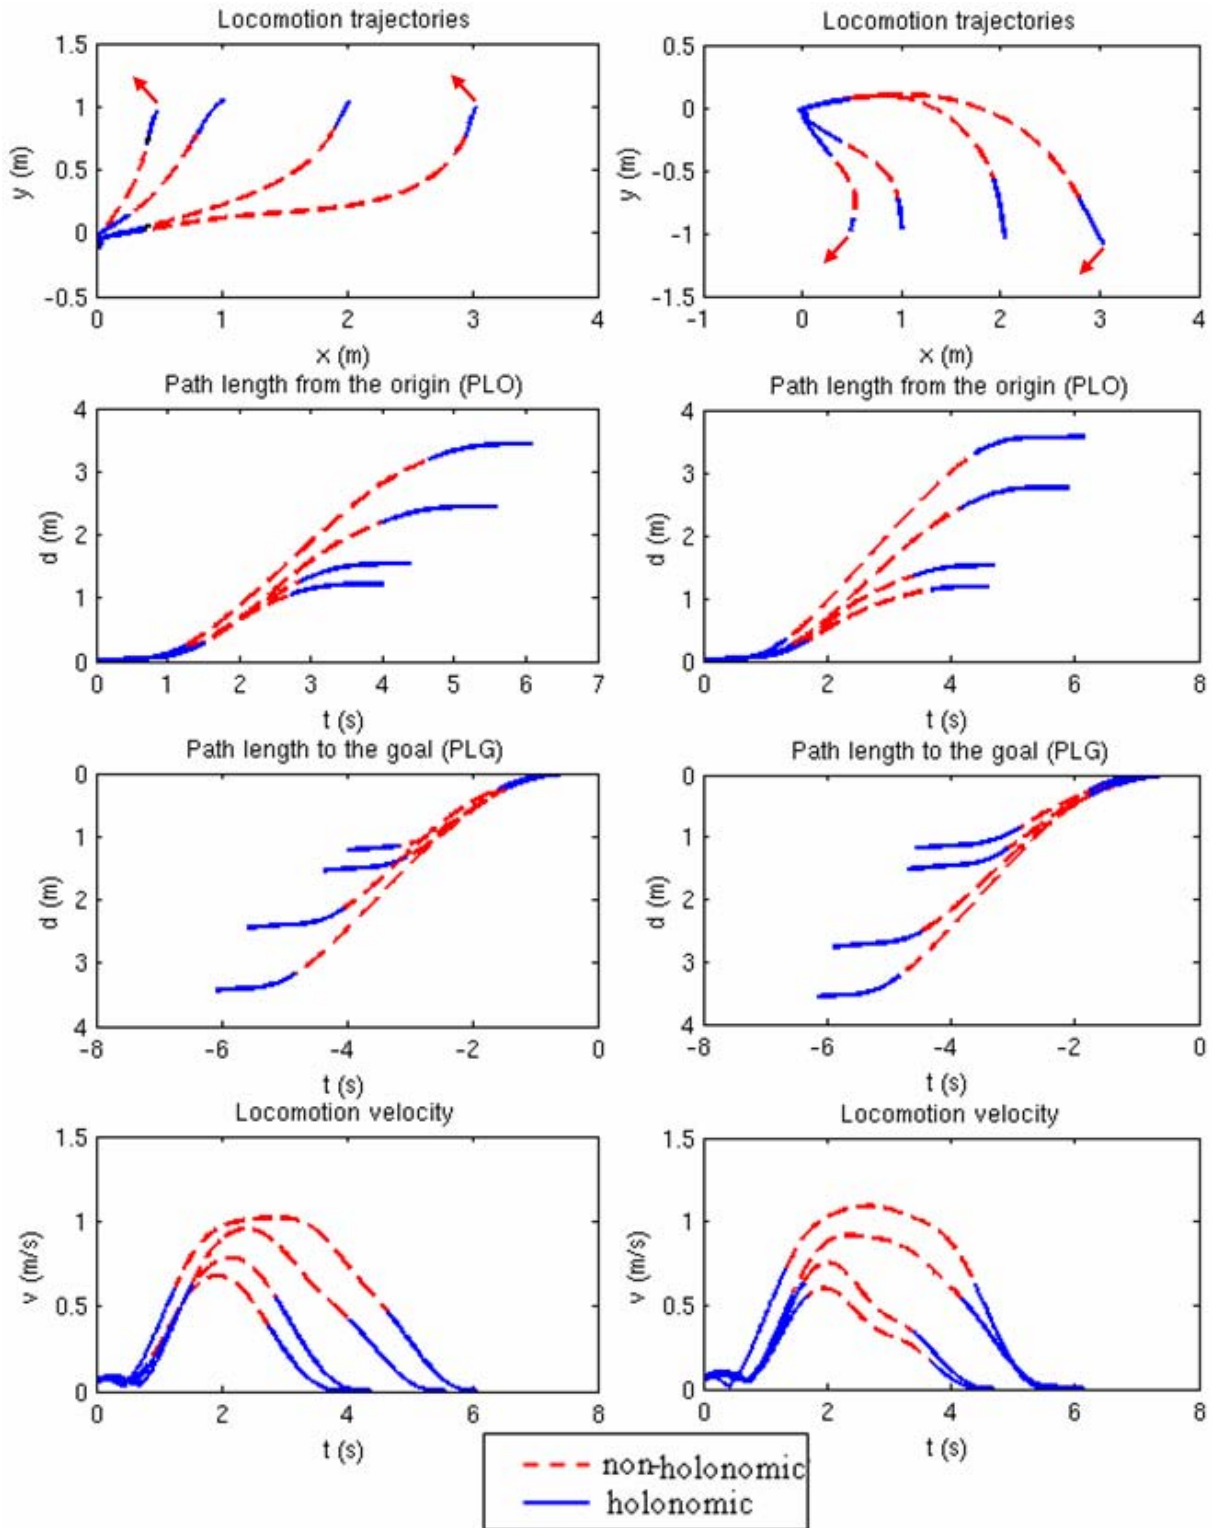 Locomotion trajectories
Locomotion trajectories
1.5
1
0.5
0
-0.5
y (m)
0 1 2 3 4
x (m)
0.5
0
-0.5
-1
-1.5
y (m)
-1 0 1 2 3 4
x (m)
Path length from the origin (PLO)
Path length from the origin (PLO)
4
3
2
1
0
d (m)
0 1 2 3 4 5 6 7
t (s)
4
3
2
1
0
d (m)
0 2 4 6 8
t (s)
Path length to the goal (PLG)
Path length to the goal (PLG)
0
1
2
3
4
d (m)
-8 -6 -4 -2 0
t (s)
0
1
2
3
4
d (m)
-8 -6 -4 -2 0
t (s)
Locomotion velocity
Locomotion velocity
1.5
1
0.5
0
v (m/s)
0 2 4 6 8
t (s)
1.5
1
0.5
0
v (m/s)
0 2 4 6 8
t (s)
non-holonomic
holonomic